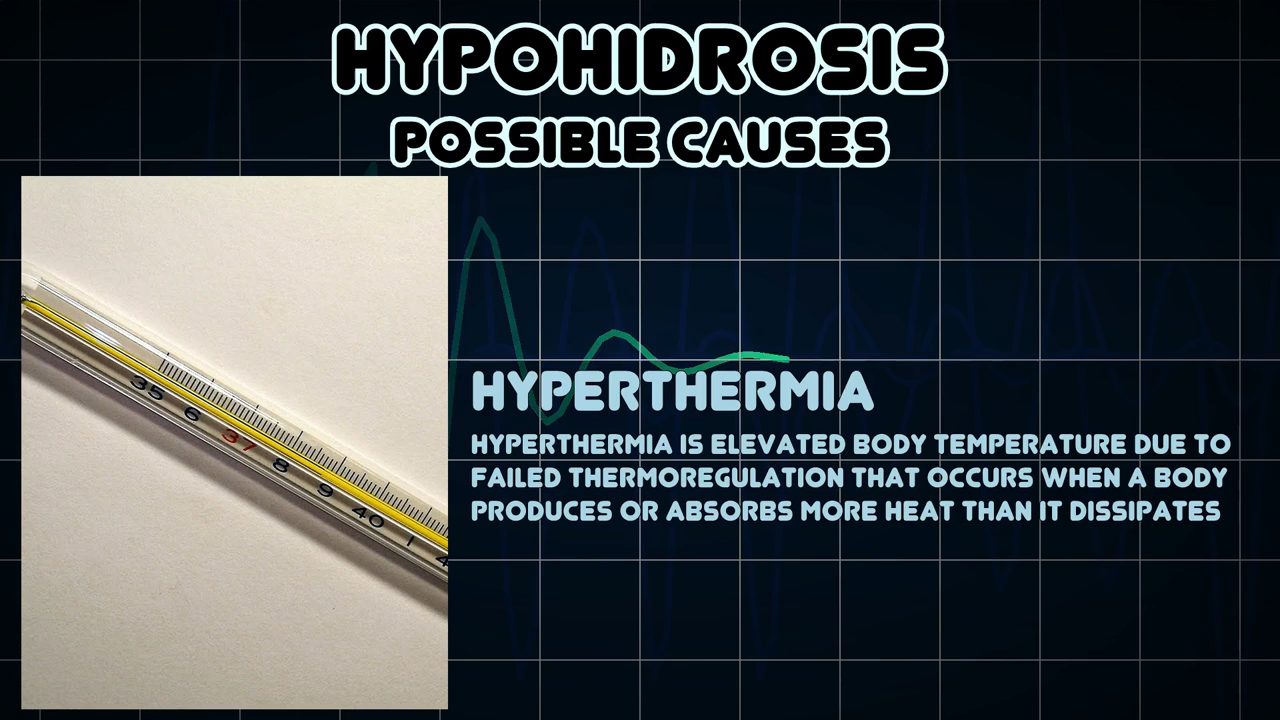 HYPOHIDROSIS
POSSIBLE CAUSES
35 6 37 8 9 40 1
HYPERTHERMIA
HYPERTHERMIA IS ELEVATED BODY TEMPERATURE DUE TO
FAILED THERMOREGULATION THAT OCCURS WHEN A BODY
PRODUCES OR ABSORBS MORE HEAT THAN IT DISSIPATES